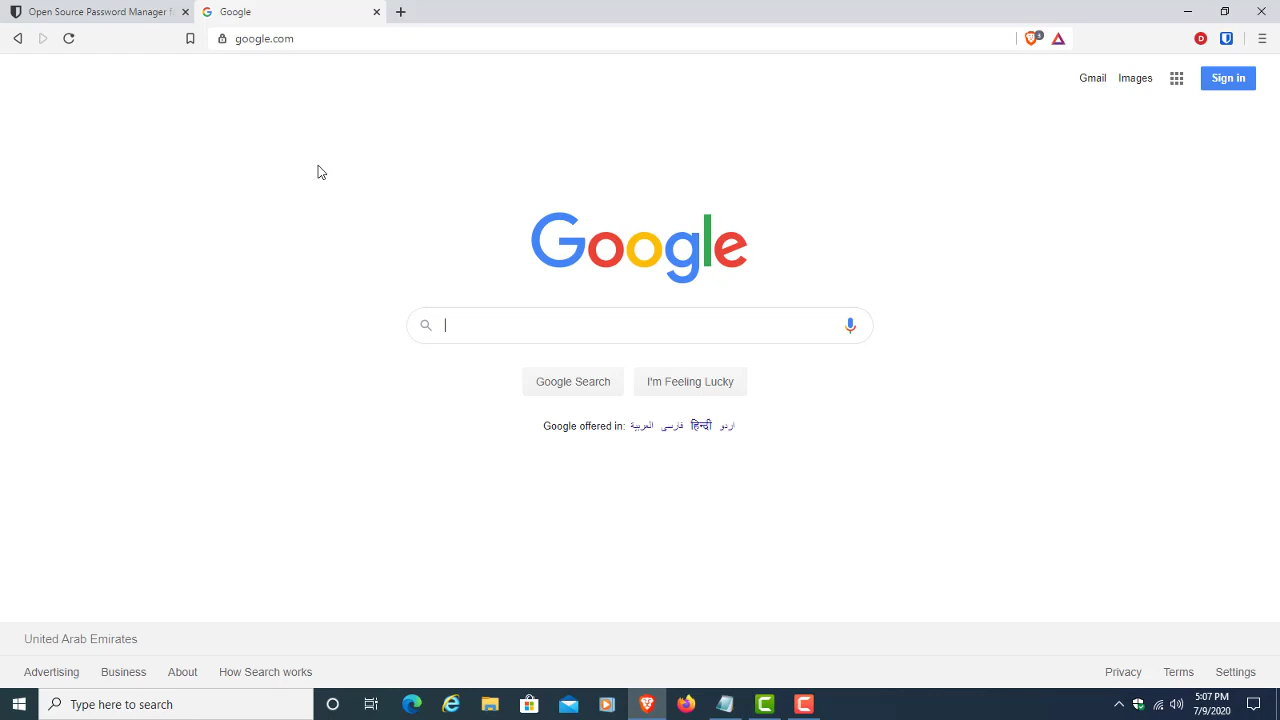 Open Source Password Manager f
Google
google.com
3
D
Gmail
Images
Sign in
Google
Google Search
I'm Feeling Lucky
Google offered in: العربية فارسی हिन्दी اردو
United Arab Emirates
Advertising
Business
About
How Search works
Privacy
Terms
Settings
Type here to search
5:07 PM
7/9/2020